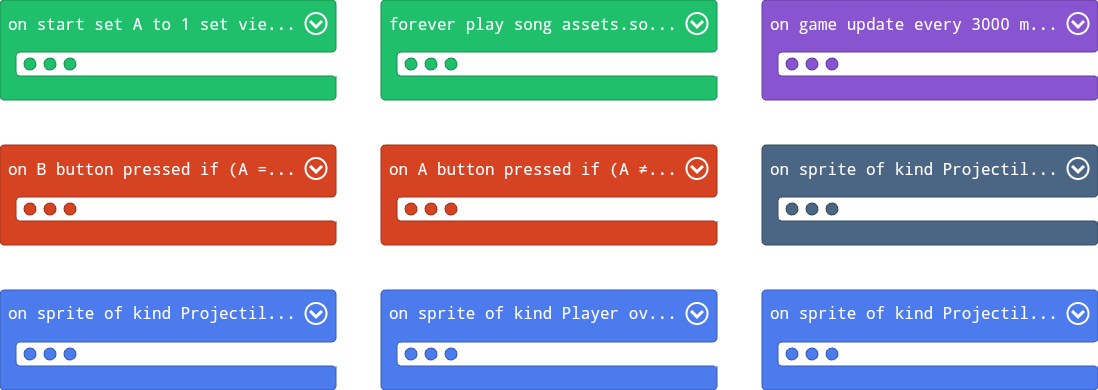 on start set A to 1 set vie...
forever play song assets.so...
on game update every 3000 m...
on B button pressed if (A =...
on A button pressed if (A ≠...
on sprite of kind Projectil...
on sprite of kind Projectil...
on sprite of kind Player ov...
on sprite of kind Projectil...